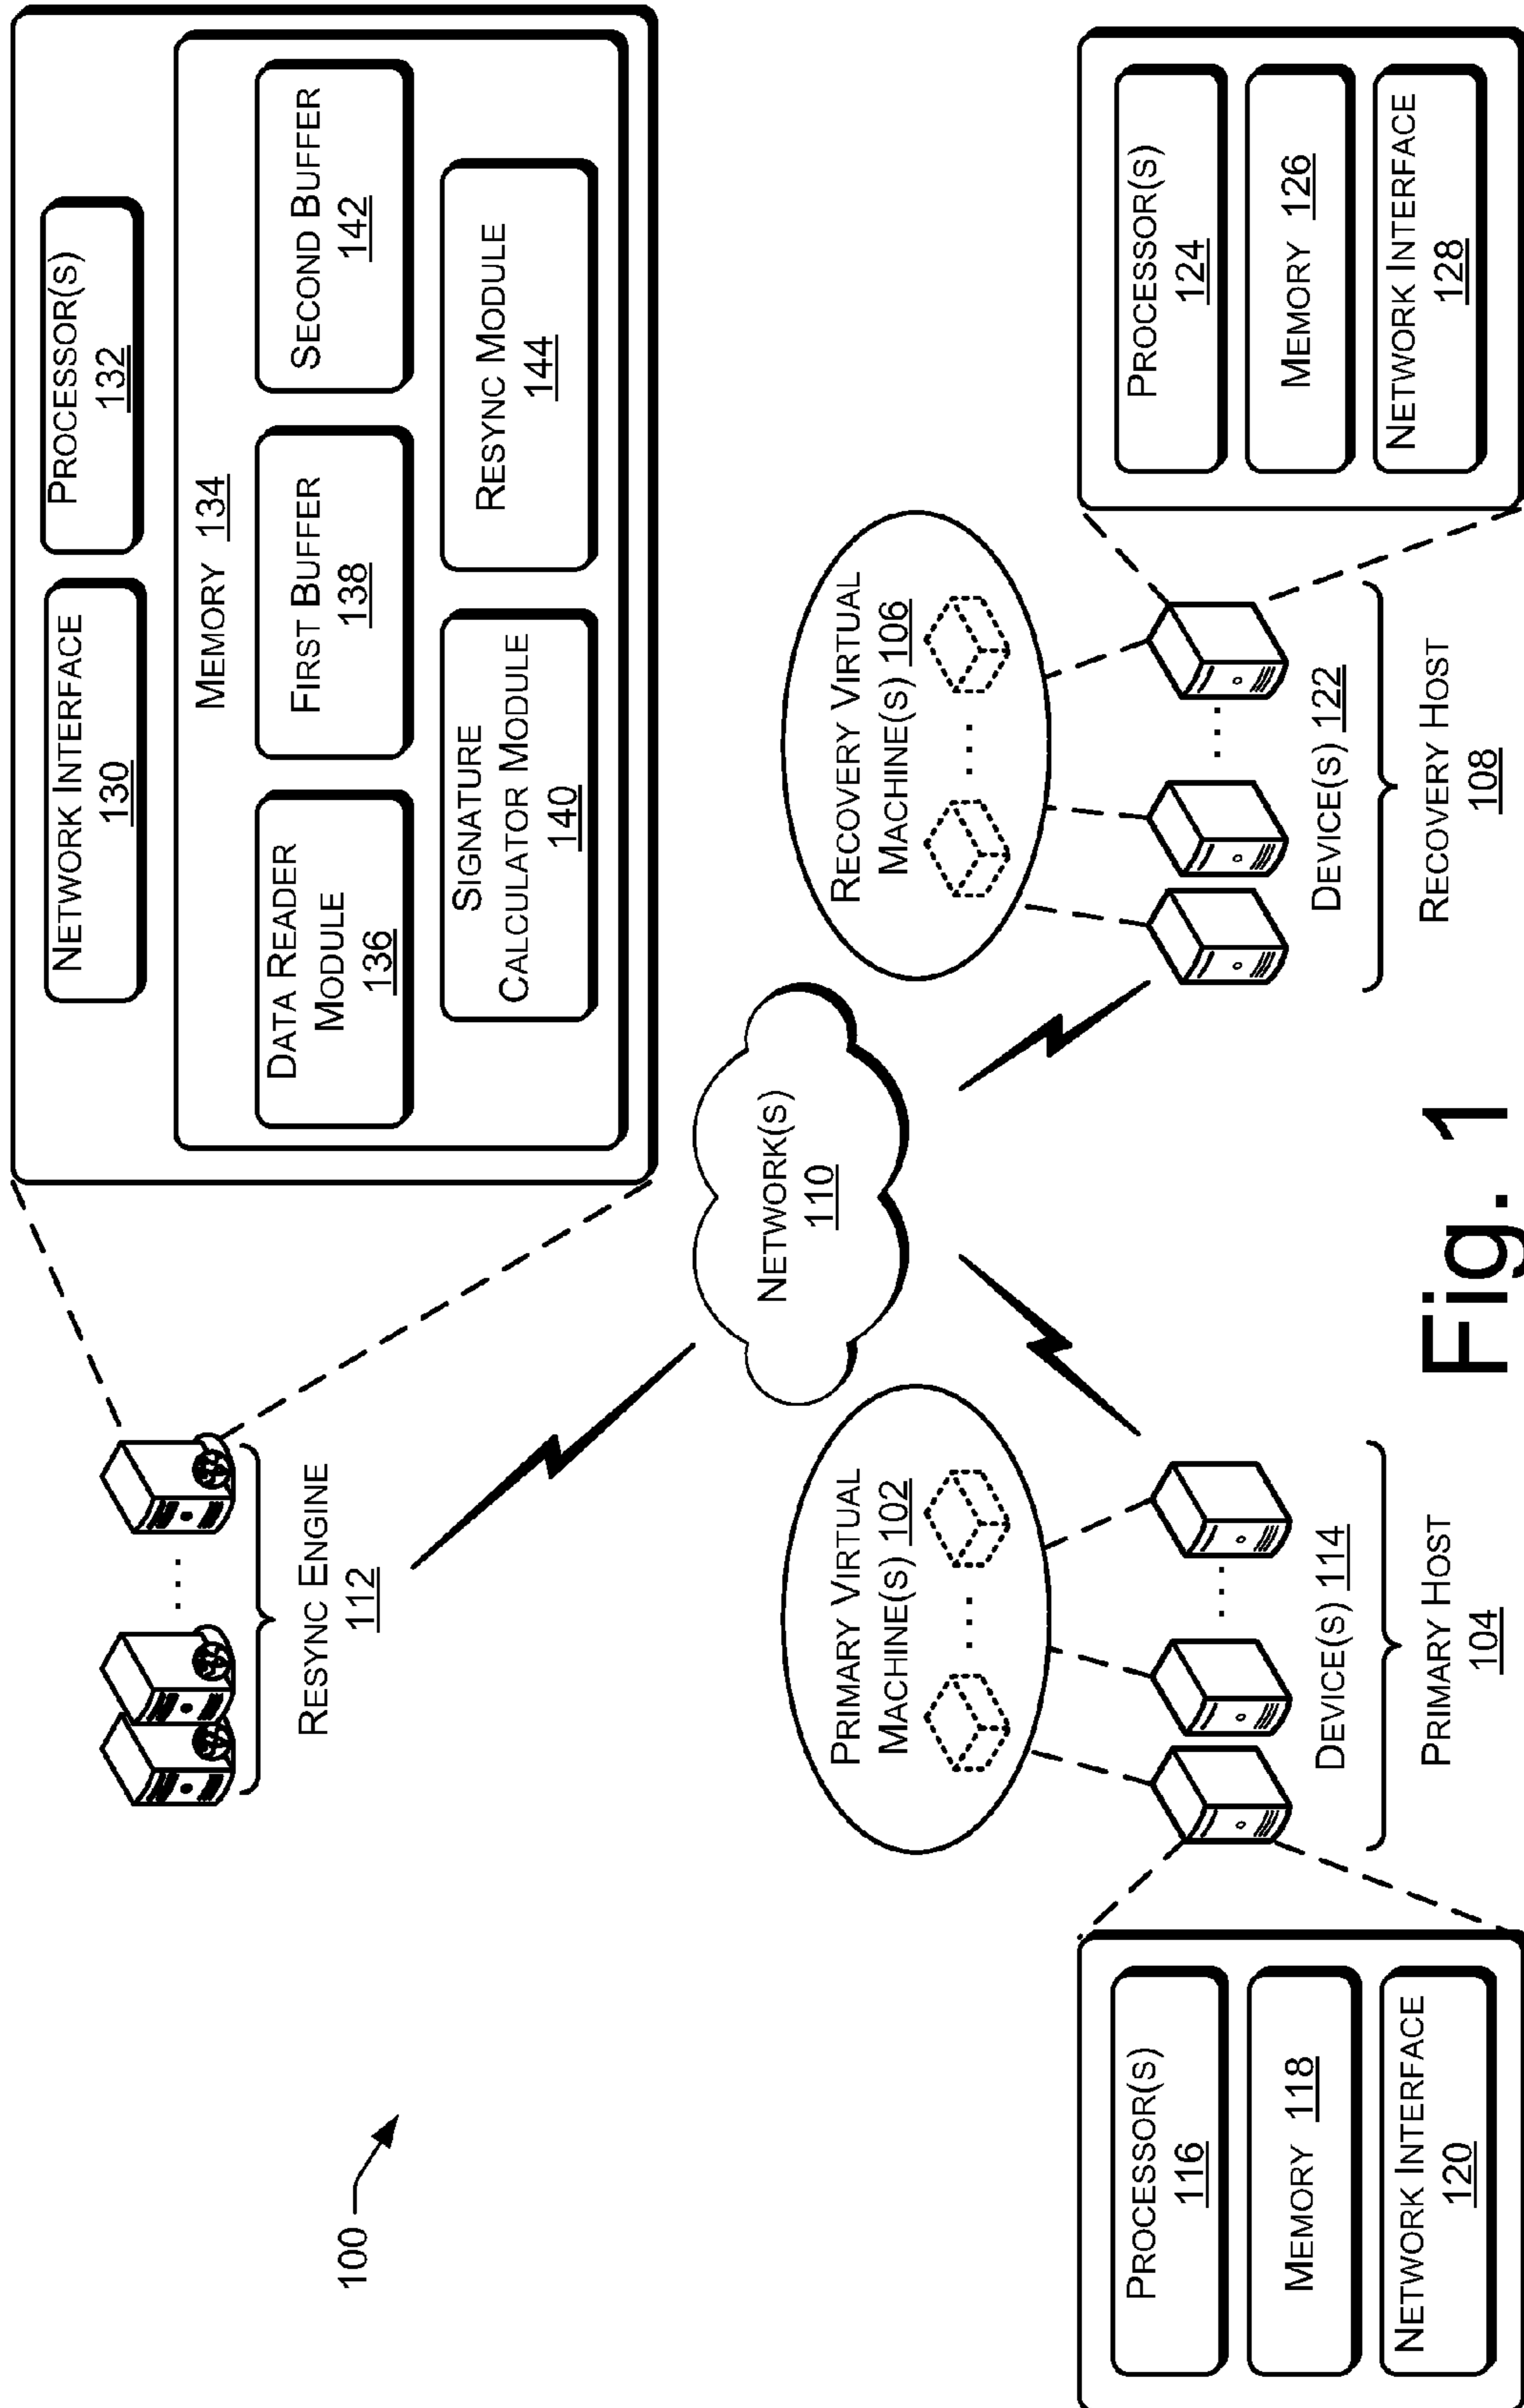 100
RESYNC ENGINE
112
NETWORK INTERFACE
130
PROCESSOR(S)
132
MEMORY 134
DATA READER
MODULE
136
FIRST BUFFER
138
SECOND BUFFER
142
SIGNATURE
CALCULATOR MODULE
140
RESYNC MODULE
144
NETWORK(S)
110
PRIMARY VIRTUAL
MACHINE(S) 102
. . .
. . .
DEVICE(S) 114
PRIMARY HOST
104
PROCESSOR(S)
116
MEMORY 118
NETWORK INTERFACE
120
RECOVERY VIRTUAL
MACHINE(S) 106
. . .
. . .
DEVICE(S) 122
RECOVERY HOST
108
PROCESSOR(S)
124
MEMORY 126
NETWORK INTERFACE
128
Fig. 1